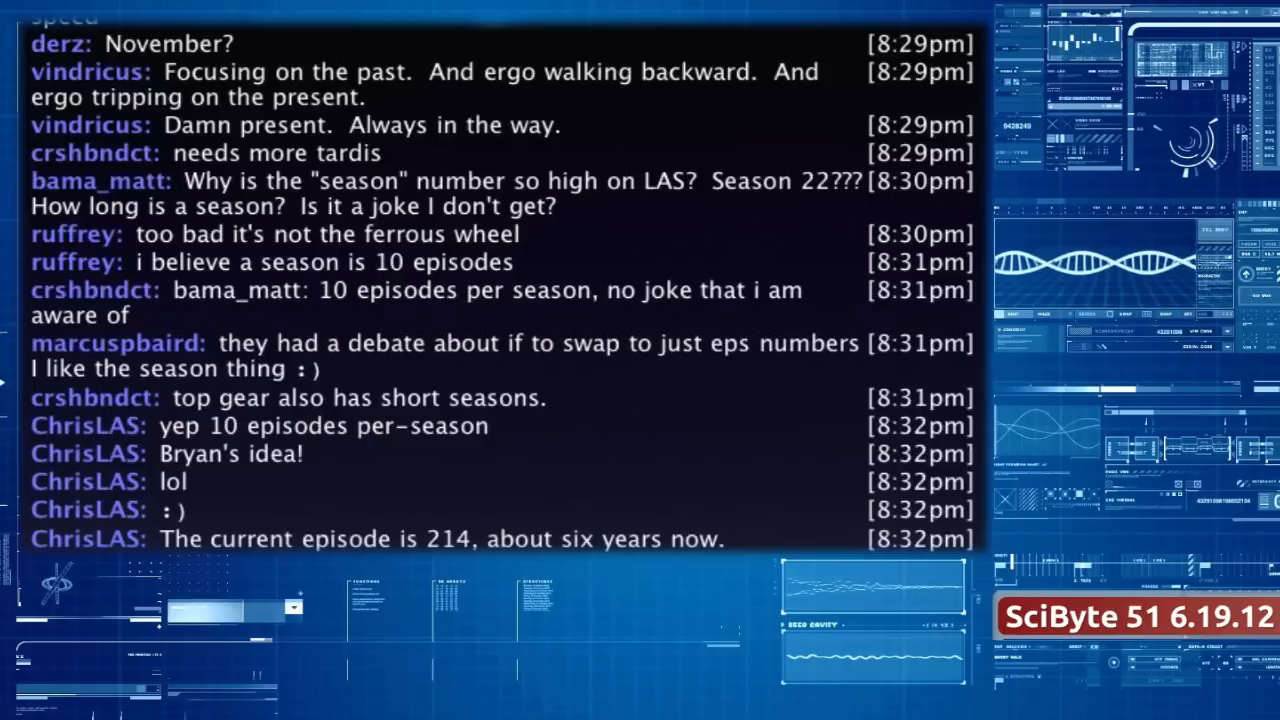 speed
derz: November? [8:29pm]
vindricus: Focusing on the past. And ergo walking backward. And [8:29pm]
ergo tripping on the present.
vindricus: Damn present. Always in the way. [8:29pm]
crshbndct: needs more tars [8:29pm]
bama_matt: Why is the "season" number so high on LAS? Season 22??? [8:30pm]
How long is a season? Is it a joke I don't get?
ruffrey: too bad it's not the ferrous wheel [8:30pm]
ruffrey: i believe a season is 10 episodes [8:31pm]
crshbndct: bama_matt: 10 episodes per season, no joke that i am [8:31pm]
aware of
marcuspbaird: they had a debate about if to swap to just eps numbers [8:31pm]
I like the season thing :)
crshbndct: top gear also has short seasons. [8:31pm]
ChrisLAS: yep 10 episodes per-season [8:32pm]
ChrisLAS: Bryan's idea! [8:32pm]
ChrisLAS: lol [8:32pm]
ChrisLAS: :) [8:32pm]
ChrisLAS: The current episode is 214, about six years now. [8:32pm]
9428249
SciByte 51 6.19.12